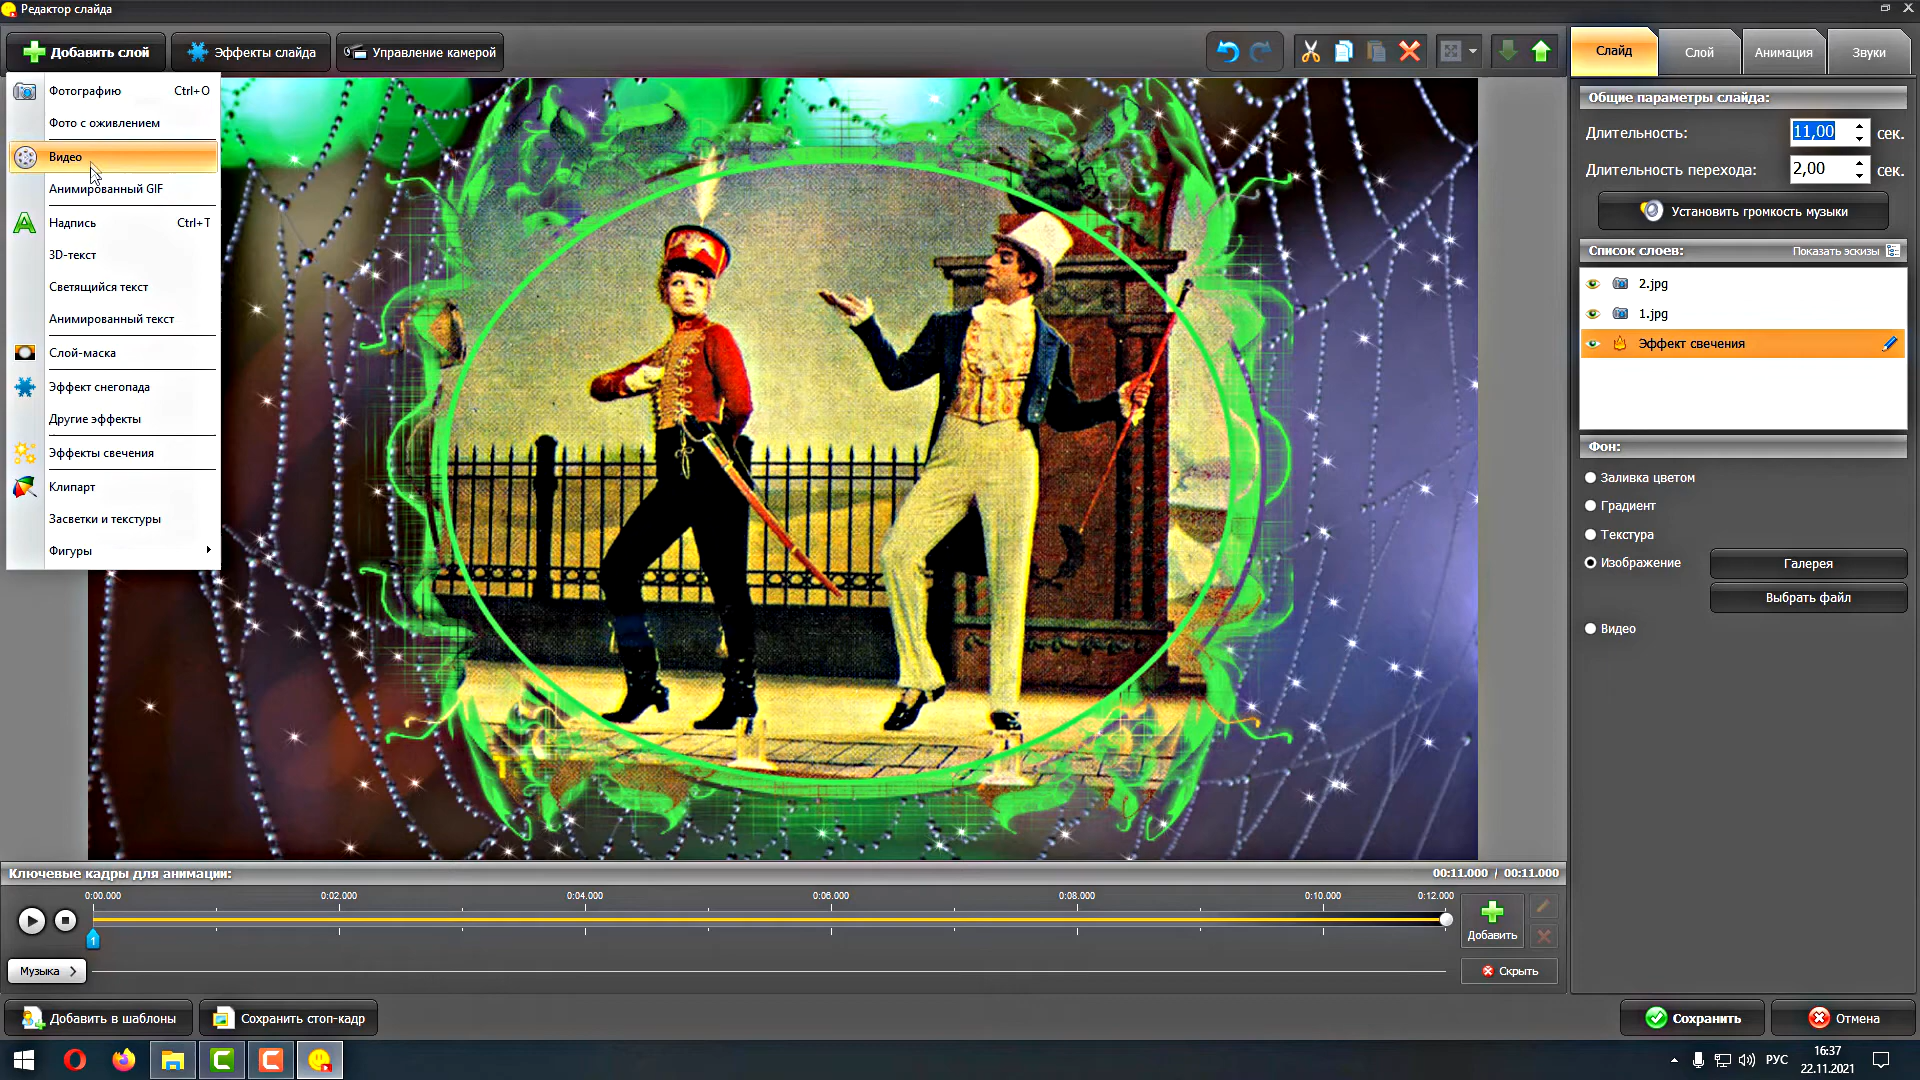 Редактор слайда
Добавить слой
Эффекты слайда
Управление камерой
Слайд
Слой
Анимация
Звуки
Фотографию Ctrl+O
Фото с оживлением
Видео
Анимированный GIF
Надпись Ctrl+T
3D-текст
Светящийся текст
Анимированный текст
Слой-маска
Эффект снегопада
Другие эффекты
Эффекты свечения
Клипарт
Засветки и текстуры
Фигуры
Общие параметры слайда:
Длительность: 11,00 сек.
Длительность перехода: 2,00 сек.
Установить громкость музыки
Список слоев: Показать эскизы
2.jpg
1.jpg
Эффект свечения
Фон:
Заливка цветом
Градиент
Текстура
Изображение
Галерея
Выбрать файл
Видео
Ключевые кадры для анимации: 00:11.000 / 00:11.000
0:00.000 0:02.000 0:04.000 0:06.000 0:08.000 0:10.000 0:12.000
1
Добавить
Музыка
Скрыть
Добавить в шаблоны
Сохранить стоп-кадр
Сохранить
Отмена
РУС
16:37
22.11.2021